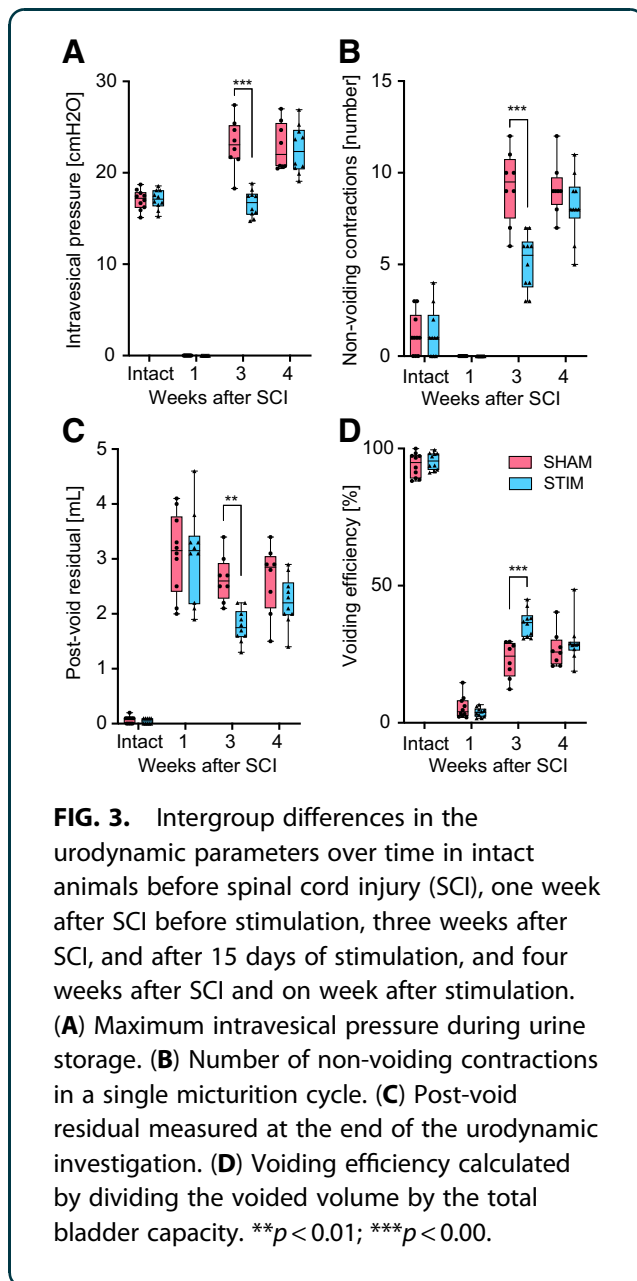 A
Intravesical pressure [cmH2O]
30
20
10
0
***
Intact 1 3 4
Weeks after SCI
B
Non-voiding contractions [number]
15
10
5
0
***
Intact 1 3 4
Weeks after SCI
C
Post-void residual [mL]
5
4
3
2
1
0
**
Intact 1 3 4
Weeks after SCI
D
Voiding efficiency [%]
100
50
0
SHAM
STIM
***
Intact 1 3 4
Weeks after SCI
FIG. 3. Intergroup differences in the
urodynamic parameters over time in intact
animals before spinal cord injury (SCI), one week
after SCI before stimulation, three weeks after
SCI, and after 15 days of stimulation, and four
weeks after SCI and on week after stimulation.
(A) Maximum intravesical pressure during urine
storage. (B) Number of non-voiding contractions
in a single micturition cycle. (C) Post-void
residual measured at the end of the urodynamic
investigation. (D) Voiding efficiency calculated
by dividing the voided volume by the total
bladder capacity. **p < 0.01; ***p < 0.00.